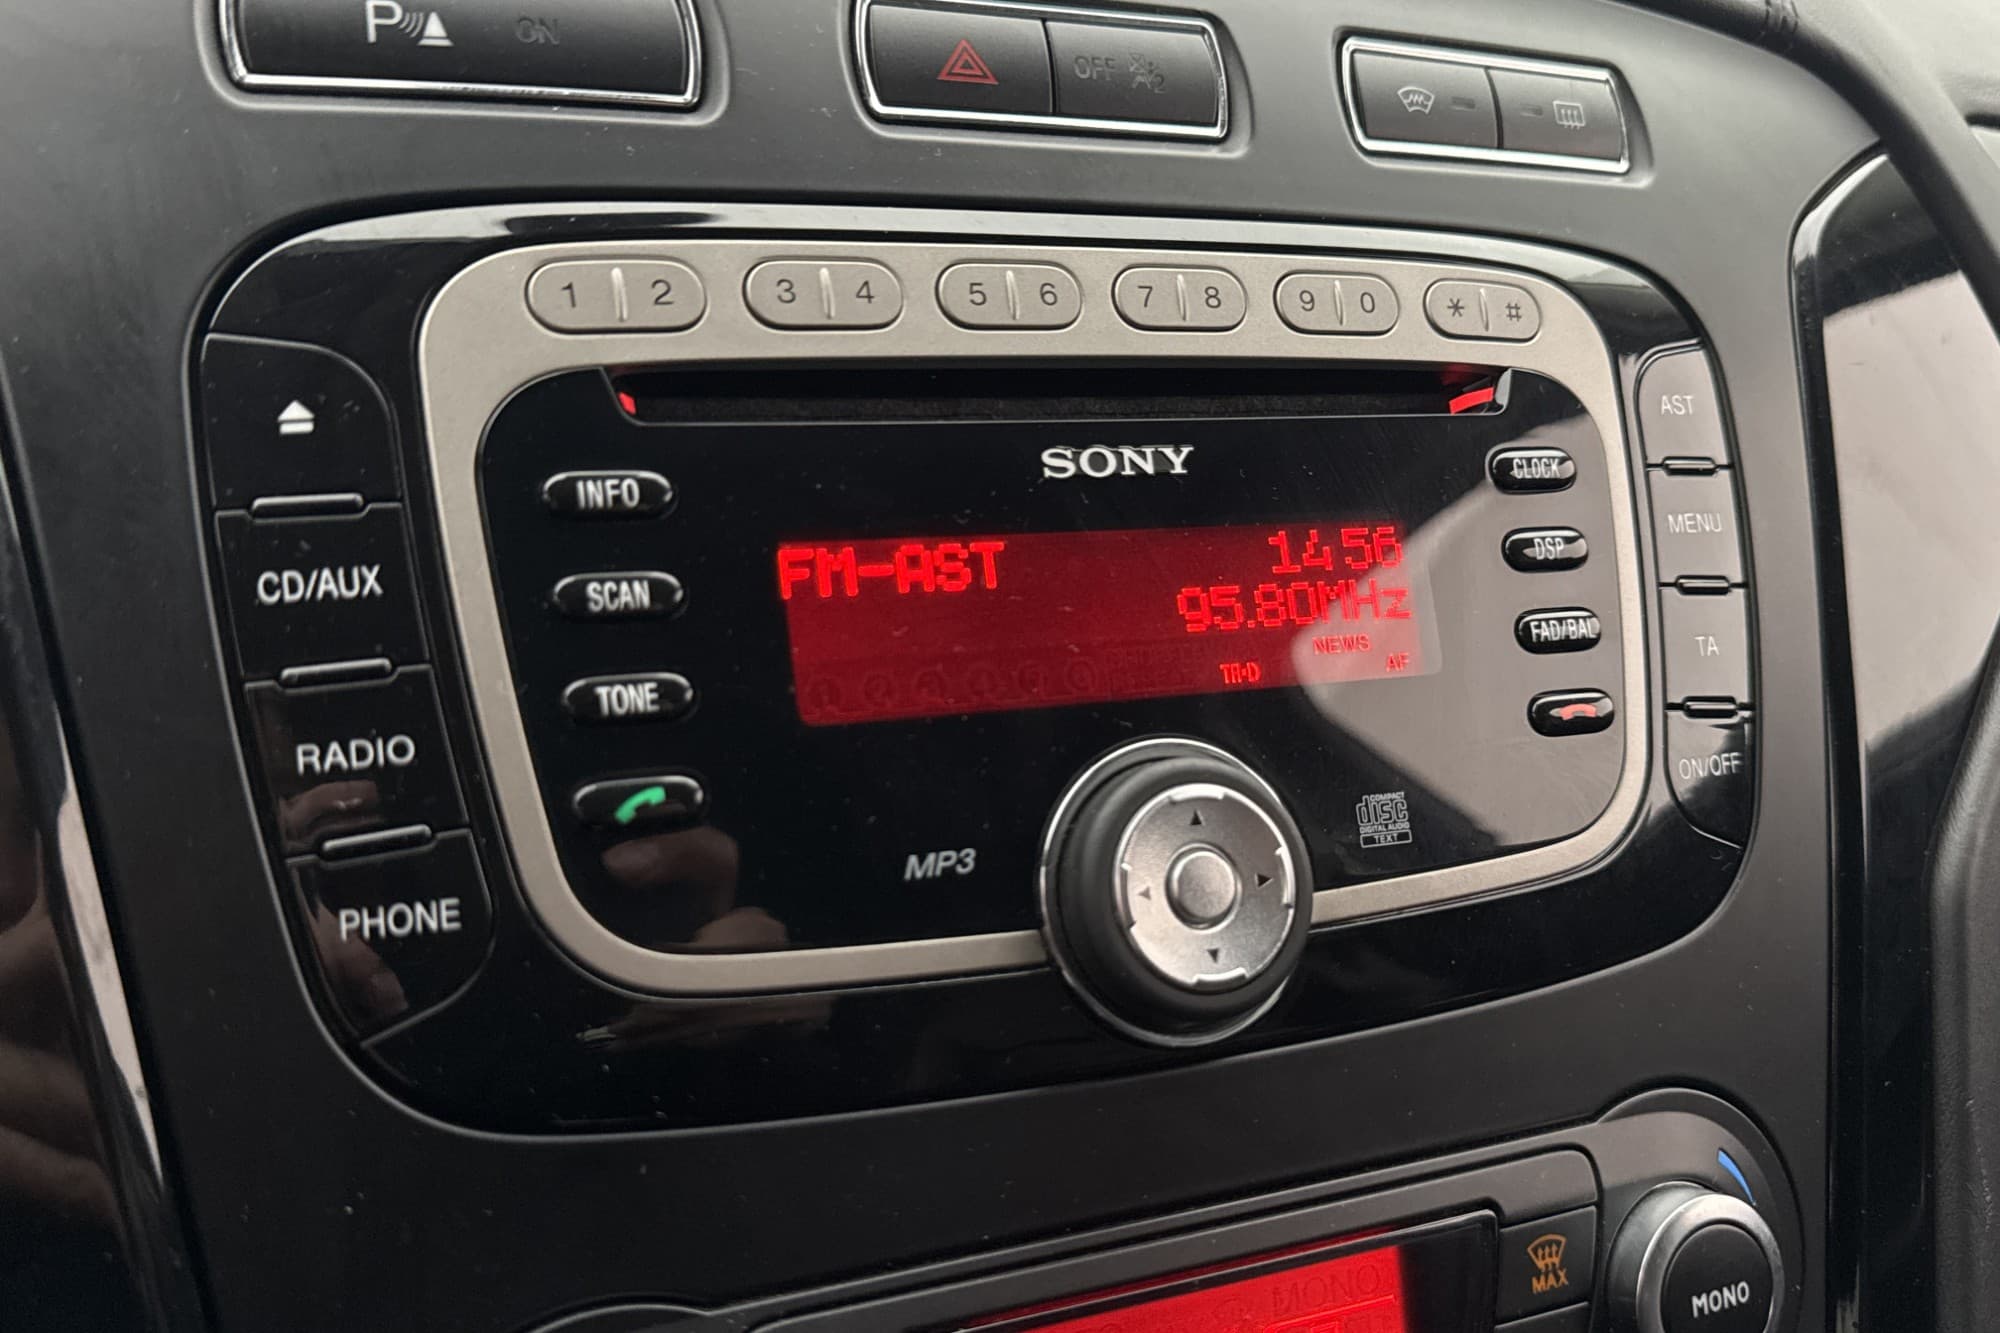 P ON
OFF
1 2 3 4 5 6 7 8 9 0 * #
AST
SONY
CLOCK
INFO
MENU
FM-AST 14:56
DSP
CD/AUX
SCAN
95.80MHz
FAD/BAL
NEWS
TA
TA-D AF
TONE
RADIO
ON/OFF
COMPACT
disc
DIGITAL AUDIO
TEXT
MP3
PHONE
MAX
MONO
MONO